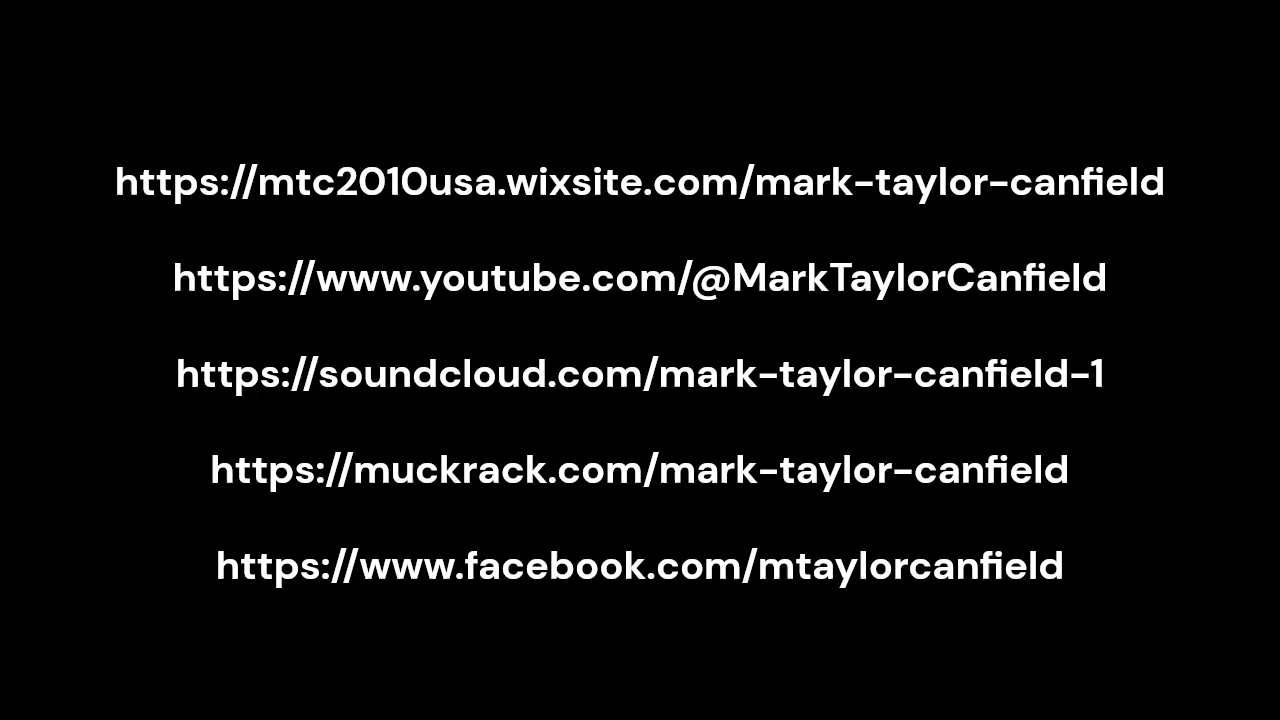 https://mtc2010usa.wixsite.com/mark-taylor-canfield
https://www.youtube.com/@MarkTaylorCanfield
https://soundcloud.com/mark-taylor-canfield-1
https://muckrack.com/mark-taylor-canfield
https://www.facebook.com/mtaylorcanfield